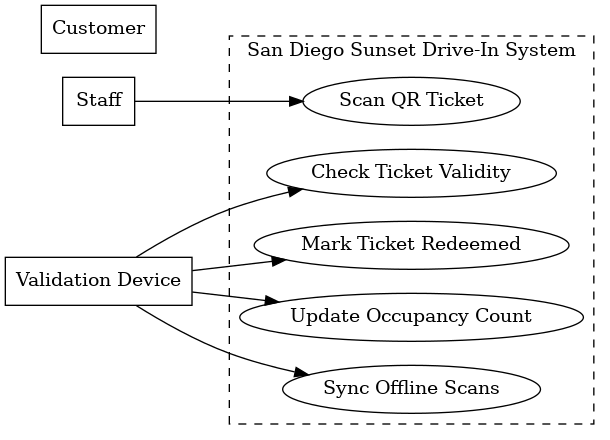 Customer
San Diego Sunset Drive-In System
Staff
Scan QR Ticket
Check Ticket Validity
Mark Ticket Redeemed
Validation Device
Update Occupancy Count
Sync Offline Scans